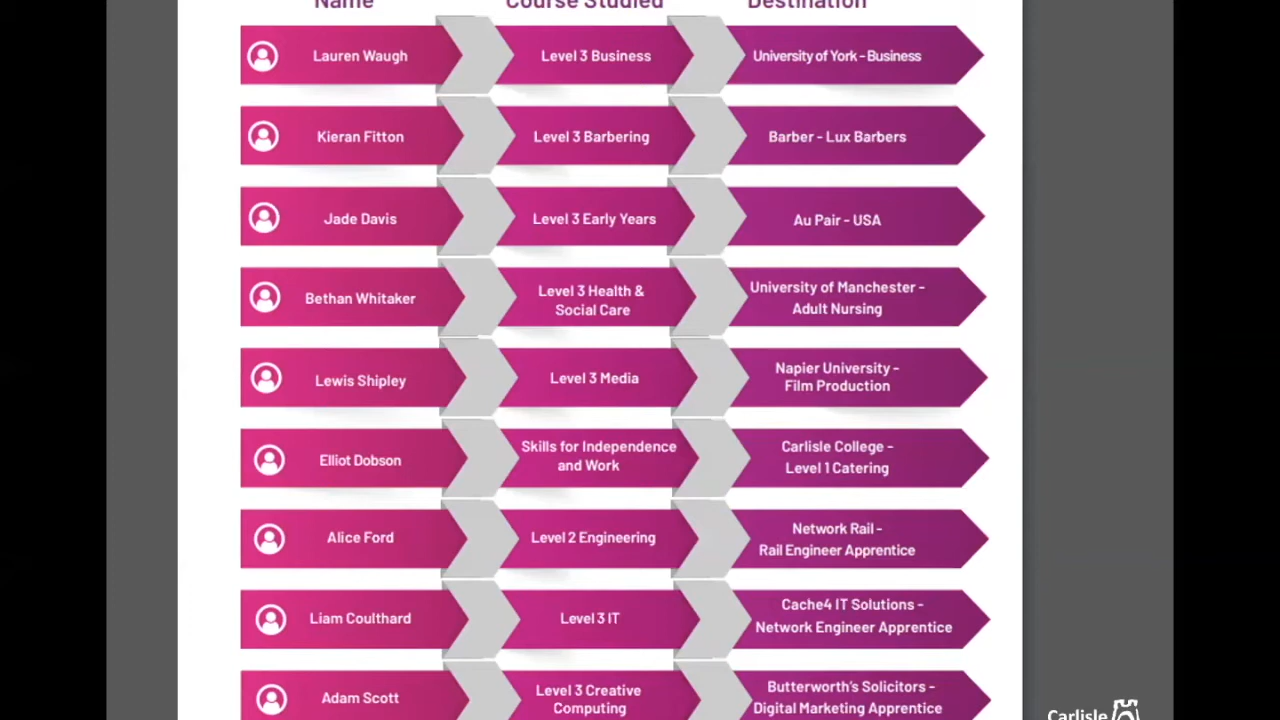 Name Course Studied Destination
Lauren Waugh Level 3 Business University of York - Business
Kieran Fitton Level 3 Barbering Barber - Lux Barbers
Jade Davis Level 3 Early Years Au Pair - USA
Bethan Whitaker
Level 3 Health &
Social Care
University of Manchester -
Adult Nursing
Lewis Shipley Level 3 Media
Napier University -
Film Production
Elliot Dobson
Skills for Independence
and Work
Carlisle College -
Level 1 Catering
Alice Ford Level 2 Engineering
Network Rail -
Rail Engineer Apprentice
Liam Coulthard Level 3 IT
Cache4 IT Solutions -
Network Engineer Apprentice
Adam Scott
Level 3 Creative
Computing
Butterworth's Solicitors -
Digital Marketing Apprentice
Carlisle